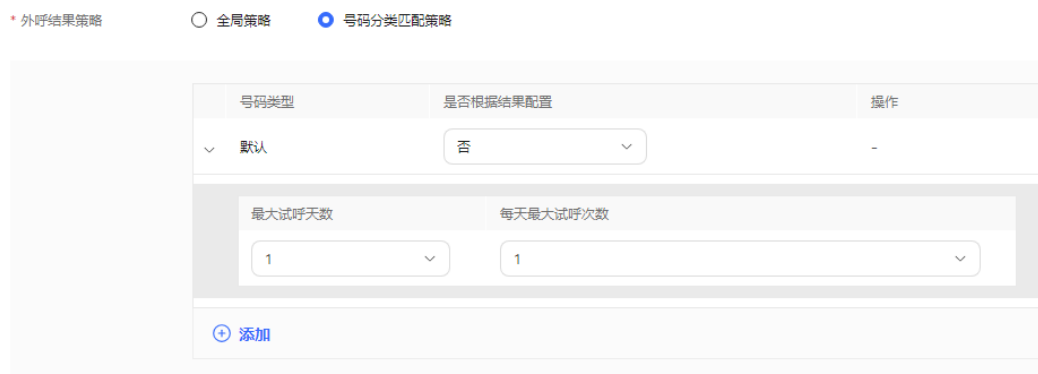 * 外呼结果策略 全局策略 号码分类匹配策略
号码类型 是否根据结果配置 操作
默认 否 -
最大试呼天数 每天最大试呼次数
1 1
添加